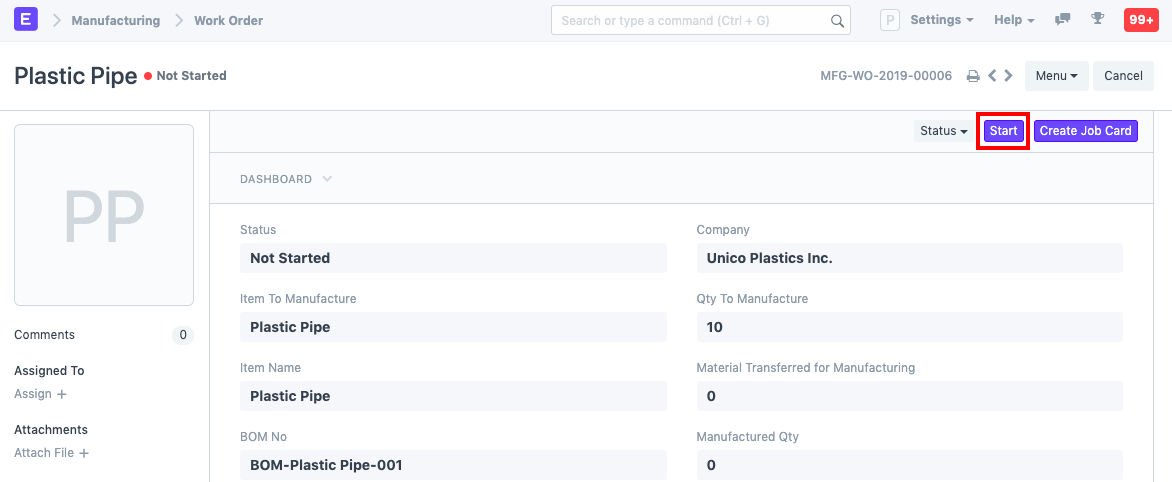 E Manufacturing Work Order Search or type a command (Ctrl + G) P Settings Help 99+
Plastic Pipe Not Started MFG-WO-2019-00006 Menu Cancel
Status Start Create Job Card
PP
DASHBOARD
Status
Not Started
Company
Unico Plastics Inc.
Item To Manufacture
Plastic Pipe
Qty To Manufacture
10
Item Name
Plastic Pipe
Material Transferred for Manufacturing
0
BOM No
BOM-Plastic Pipe-001
Manufactured Qty
0
Comments 0
Assigned To
Assign +
Attachments
Attach File +